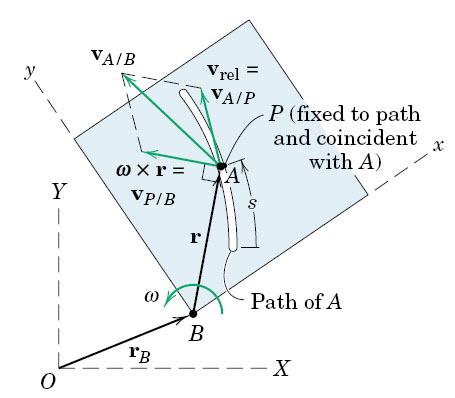 v_A/B
y
v_rel =
v_A/P
P (fixed to path
and coincident
with A)
x
ω × r =
v_P/B
A
Y
s
r
ω
Path of A
B
r_B
X
O